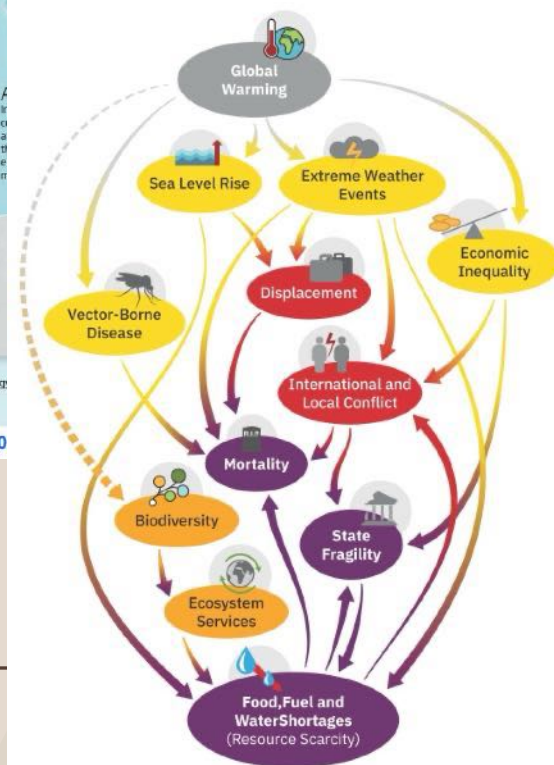 Global
Warming
Sea Level Rise
Extreme Weather
Events
Economic
Inequality
Displacement
Vector-Borne
Disease
International and
Local Conflict
R.I.P
Mortality
Biodiversity
State
Fragility
Ecosystem
Services
Food,Fuel and
WaterShortages
(Resource Scarcity)